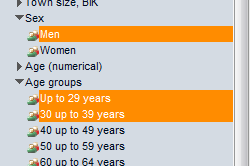 Town size, BIK
Sex
Men
Women
Age (numerical)
Age groups
Up to 29 years
30 up to 39 years
40 up to 49 years
50 up to 59 years
60 up to 64 years